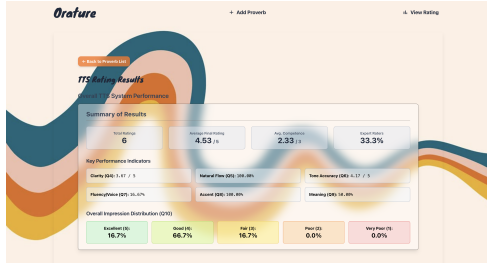 Orature
+ Add Proverb
View Rating
← Back to Proverb List
TTS Rating Results
Overall TTS System Performance
Summary of Results
Total Ratings
6
Average Final Rating
4.53 / 5
Avg. Competence
2.33 / 3
Expert Raters
33.3%
Key Performance Indicators
Clarity (Q4): 3.67 / 5
Natural Flow (Q5): 100.00%
Tone Accuracy (Q6): 4.17 / 5
Fluency/Voice (Q7): 16.67%
Accent (Q8): 100.00%
Meaning (Q9): 50.00%
Overall Impression Distribution (Q10)
Excellent (5):
16.7%
Good (4):
66.7%
Fair (3):
16.7%
Poor (2):
0.0%
Very Poor (1):
0.0%